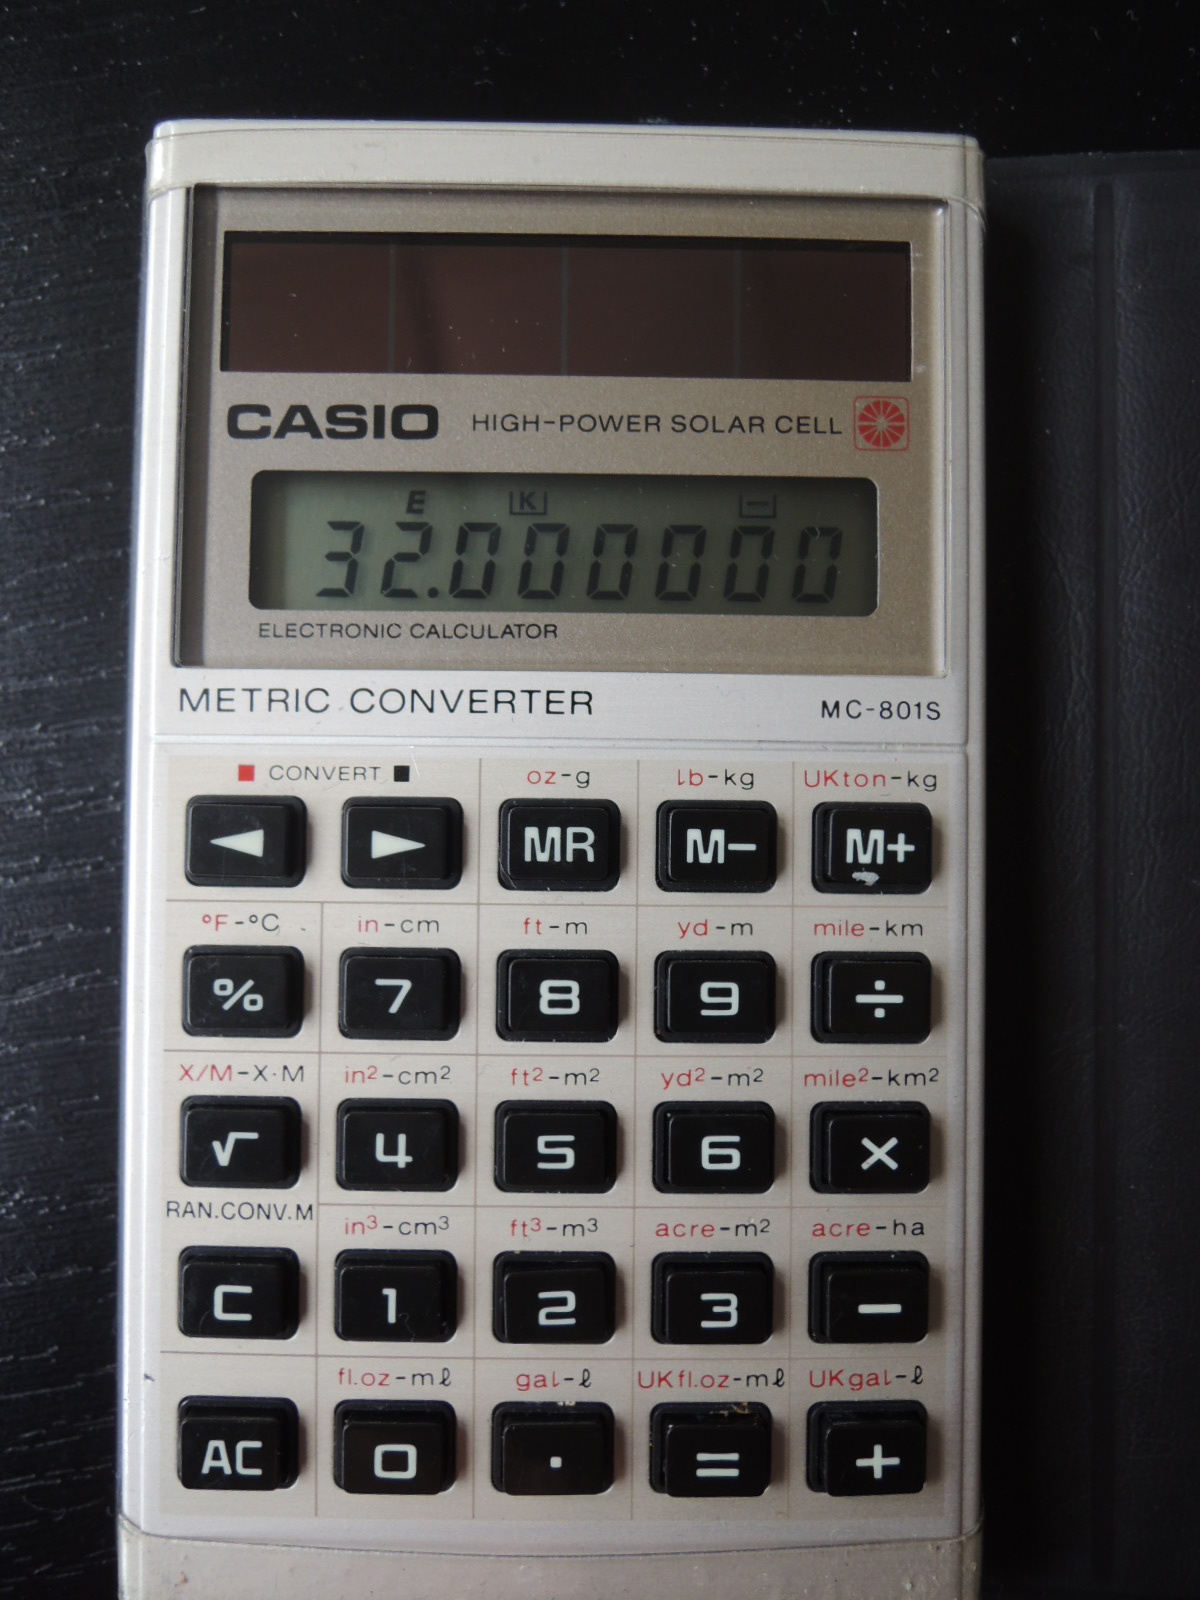 CASIO HIGH-POWER SOLAR CELL
E K −
32.000000
ELECTRONIC CALCULATOR
METRIC CONVERTER MC-801S
CONVERT oz-g lb-kg UKton-kg
◄ ► MR M− M+
°F-°C in-cm ft-m yd-m mile-km
% 7 8 9 ÷
X/M-X·M in²-cm² ft²-m² yd²-m² mile²-km²
√ 4 5 6 ×
RAN.CONV.M in³-cm³ ft³-m³ acre-m² acre-ha
C 1 2 3 −
fl.oz-mℓ gal-ℓ UKfl.oz-mℓ UKgal-ℓ
AC 0 . = +